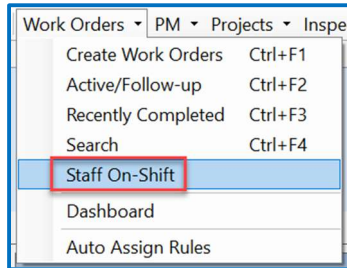 Work Orders PM Projects Inspe
Create Work Orders Ctrl+F1
Active/Follow-up Ctrl+F2
Recently Completed Ctrl+F3
Search Ctrl+F4
Staff On-Shift
Dashboard
Auto Assign Rules